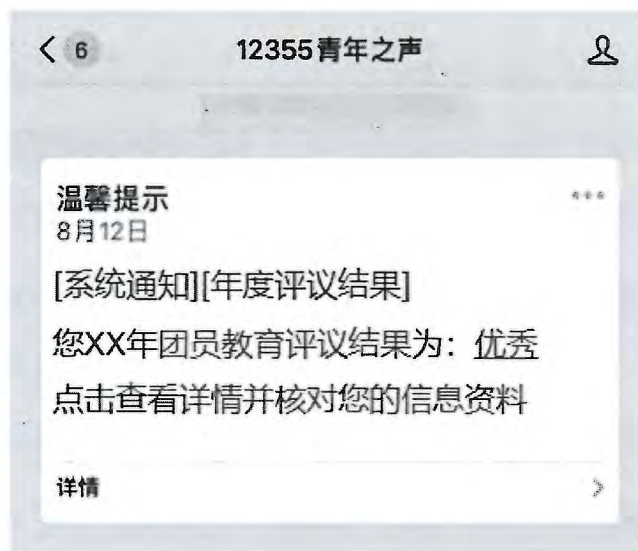 6
12355青年之声
温馨提示
8月12日
[系统通知][年度评议结果]
您XX年团员教育评议结果为：优秀
点击查看详情并核对您的信息资料
详情